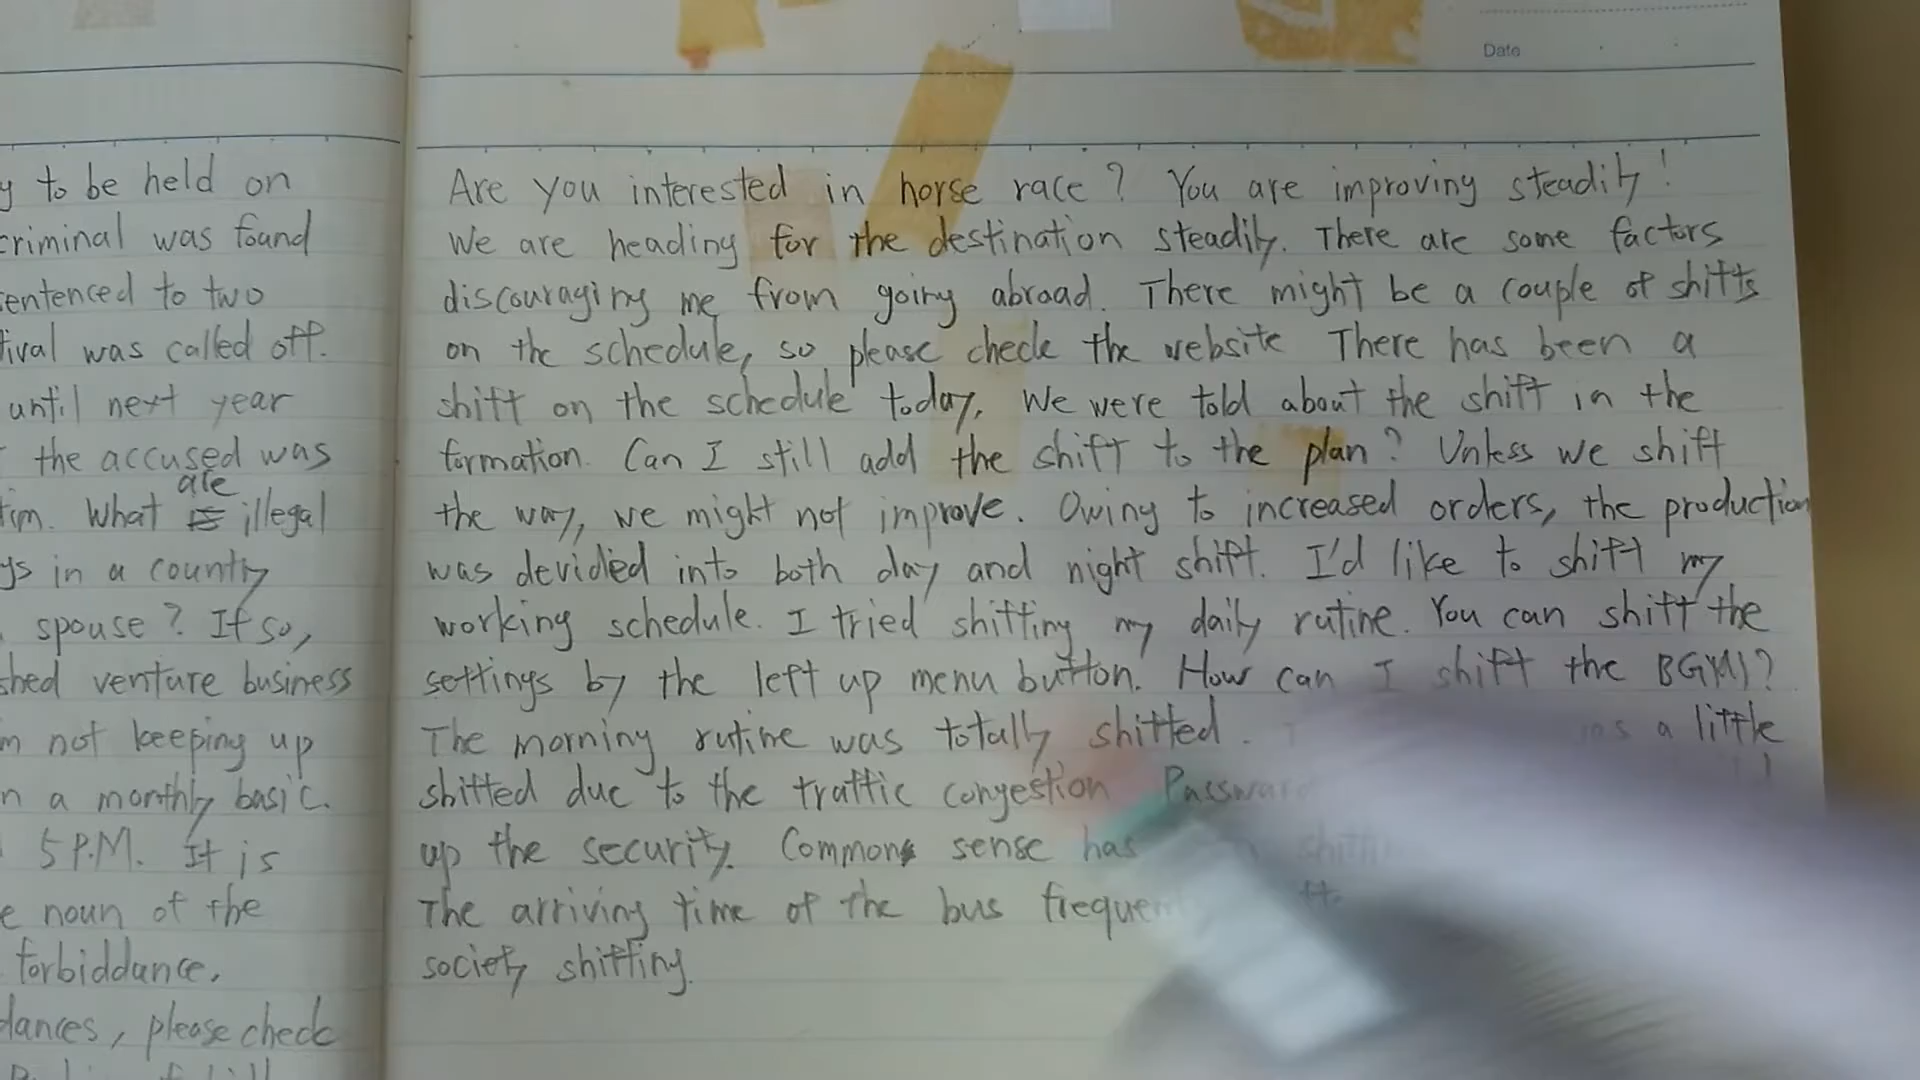 Date
y to be held on
criminal was found
sentenced to two
tival was called off.
until next year
the accused was
are
tim. What is illegal
ys in a country
spouse? If so,
shed venture business
m not keeping up
n a monthly basic.
5 P.M. It is
e noun of the
forbiddance.
dances, please check
Are you interested in horse race? You are improving steadily!
We are heading for the destination steadily. There are some factors
discouraging me from going abroad. There might be a couple of shifts
on the schedule, so please check the website There has been a
shift on the schedule today. We were told about the shift in the
formation. Can I still add the shift to the plan? Unless we shift
the way, we might not improve. Owing to increased orders, the production
was devidied into both day and night shift. I'd like to shift my
working schedule. I tried shifting my daily rutine. You can shift the
settings by the left up menu button. How can I shift the BGM?
The morning rutine was totally shifted. a little
shifted due to the traffic congestion
up the security. Common sense has
The arriving time of the bus
society shifting.